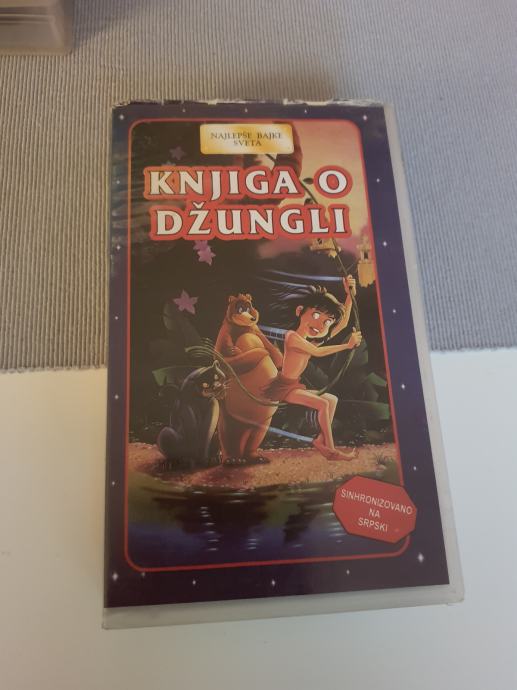 NAJLEPŠE BAJKE
SVETA
KNJIGA O
DŽUNGLI
SINHRONIZOVANO
NA
SRPSKI